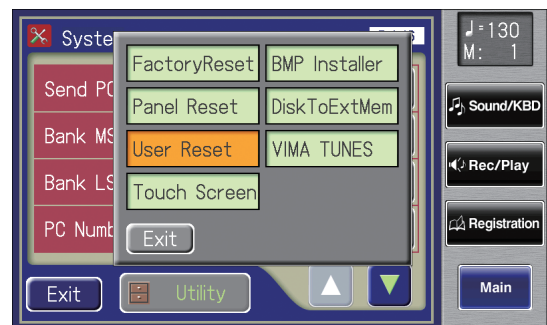 Syste
♩=130
M: 1
FactoryReset BMP Installer
Panel Reset DiskToExtMem
User Reset VIMA TUNES
Touch Screen
Exit
Send PC
Bank MS
Bank LS
PC Numb
Exit
Utility
Sound/KBD
Rec/Play
Registration
Main